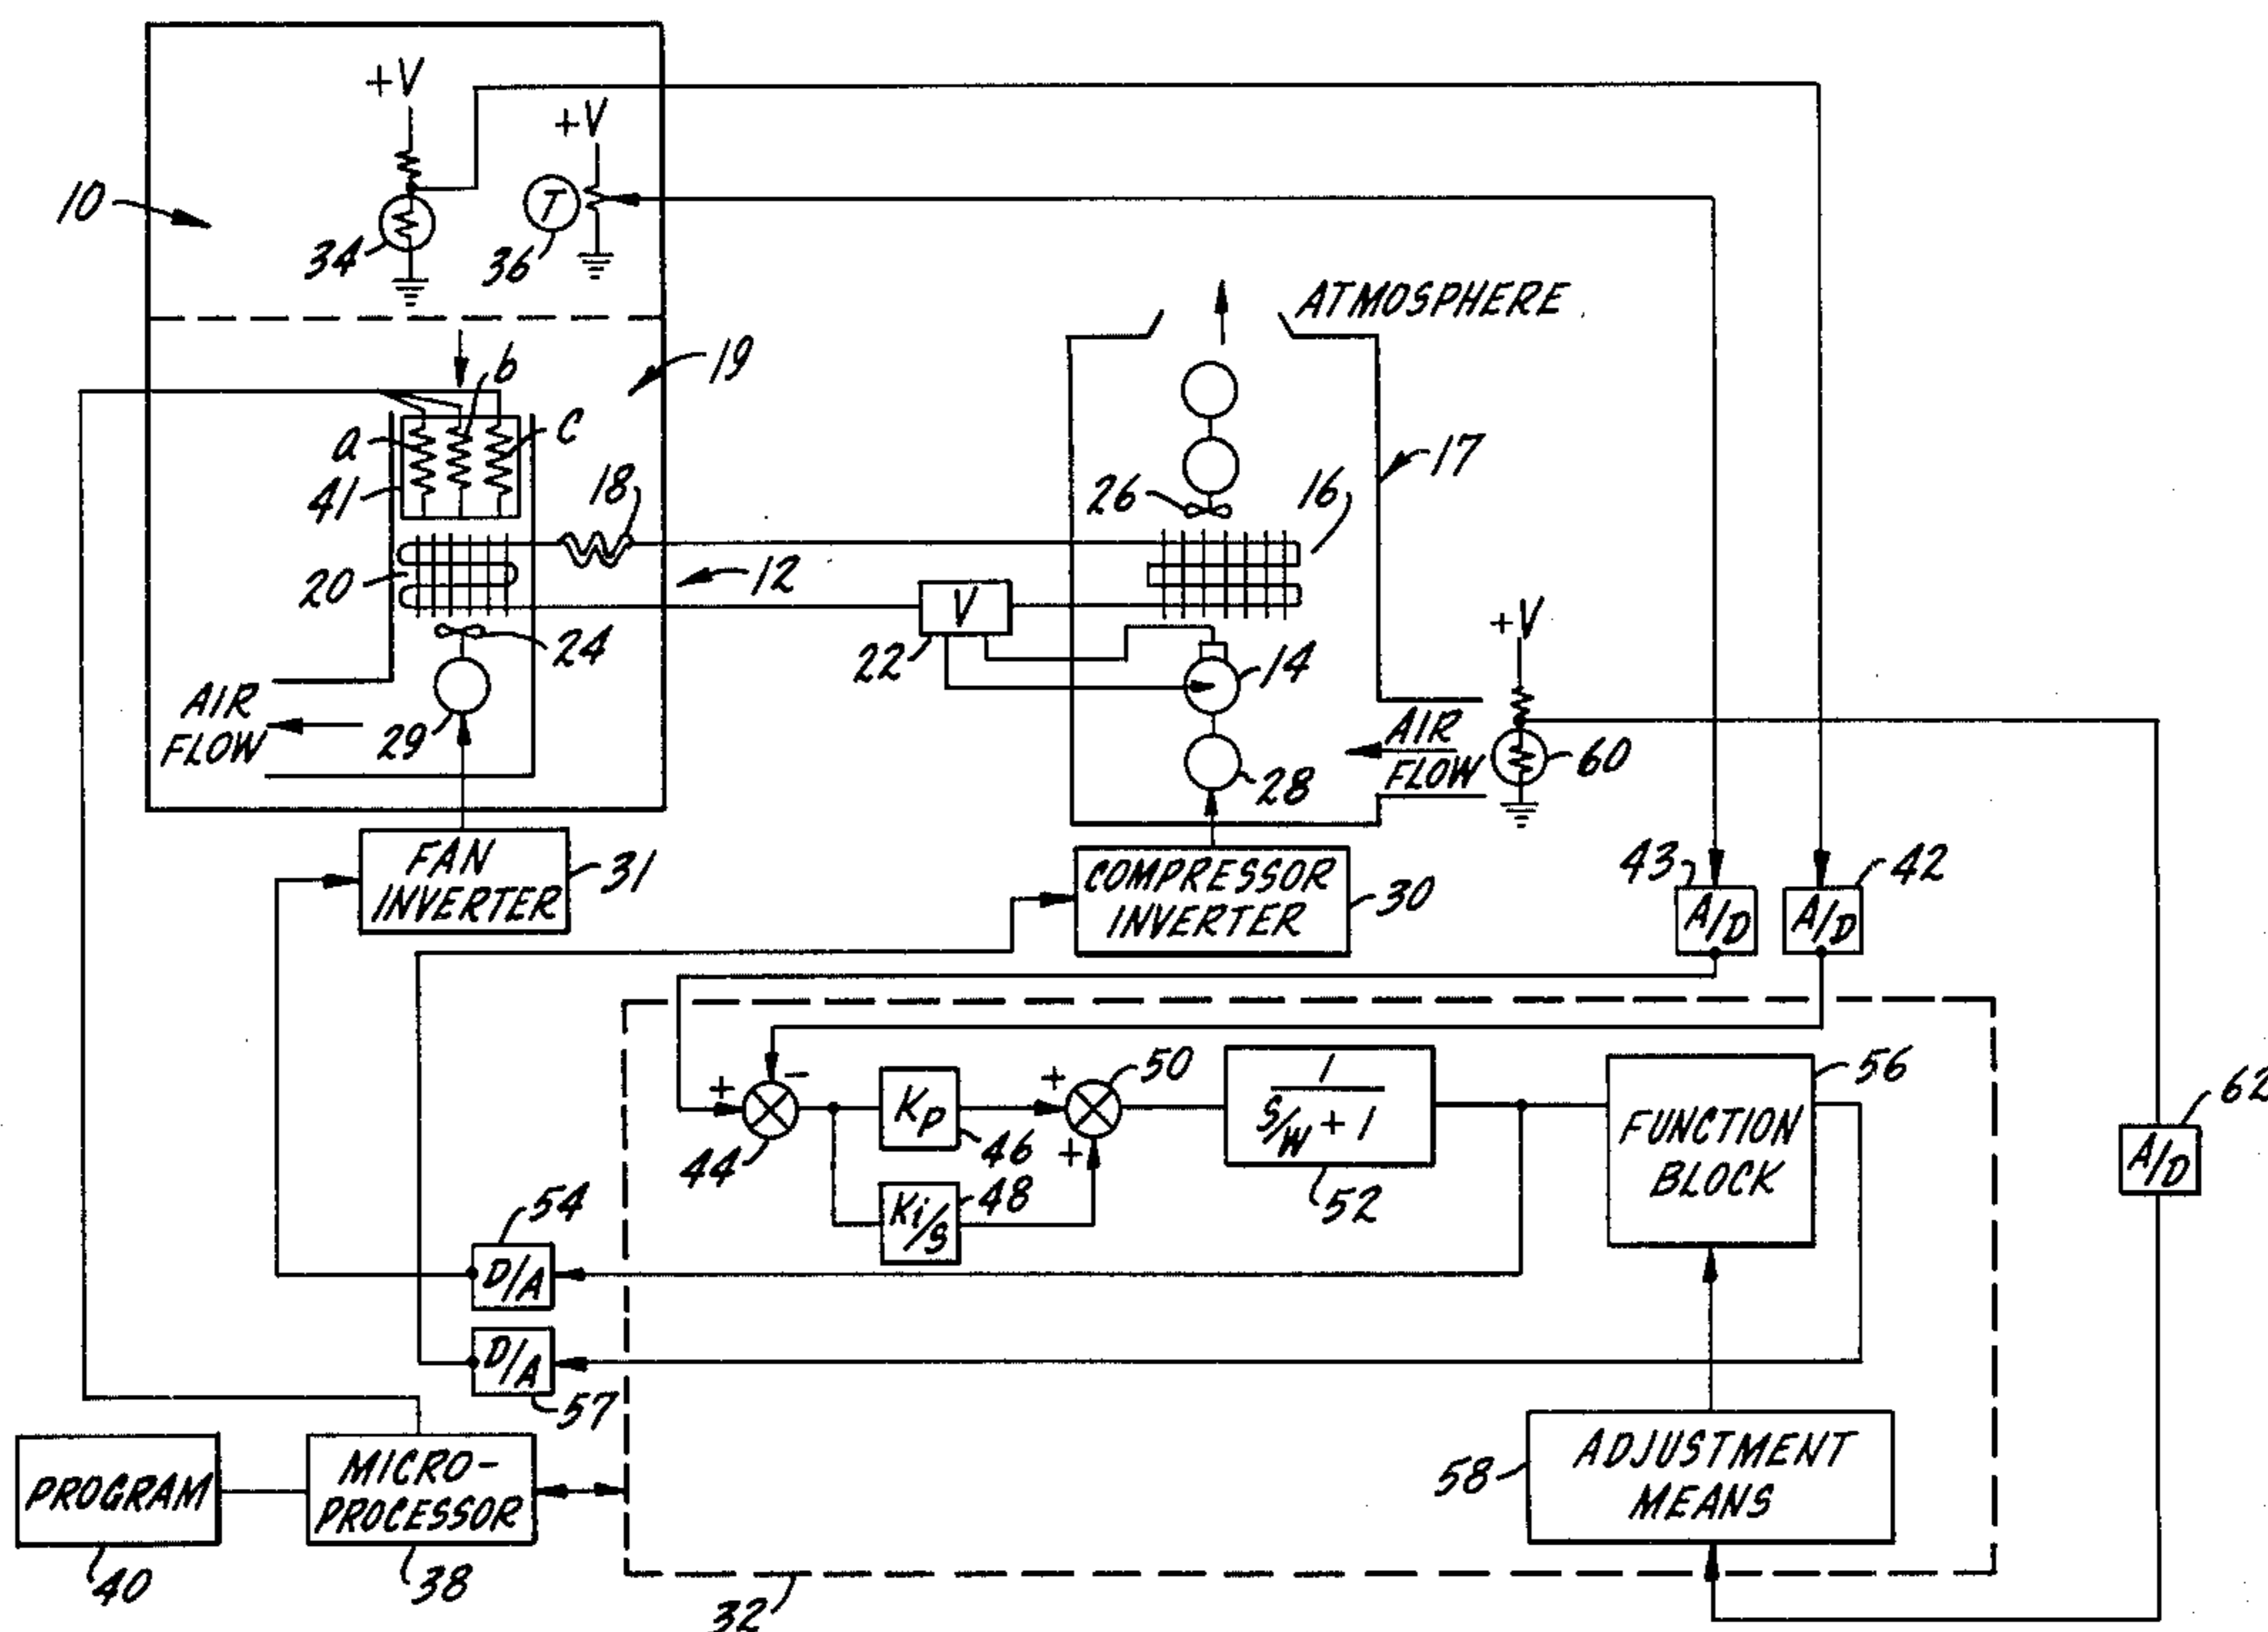 +V
+V
10
T
34
36
ATMOSPHERE
19
b
a
c
41
18
17
26
16
20
12
V
22
24
14
+V
AIR
FLOW
29
28
AIR
FLOW
60
FAN
INVERTER
31
COMPRESSOR
INVERTER
30
43
42
A/D
A/D
+
-
44
KP
46
+
50
+
Ki/S
48
1
S/W + 1
52
FUNCTION
BLOCK
56
62
A/D
54
D/A
D/A
57
PROGRAM
40
MICRO-
PROCESSOR
38
58
ADJUSTMENT
MEANS
32